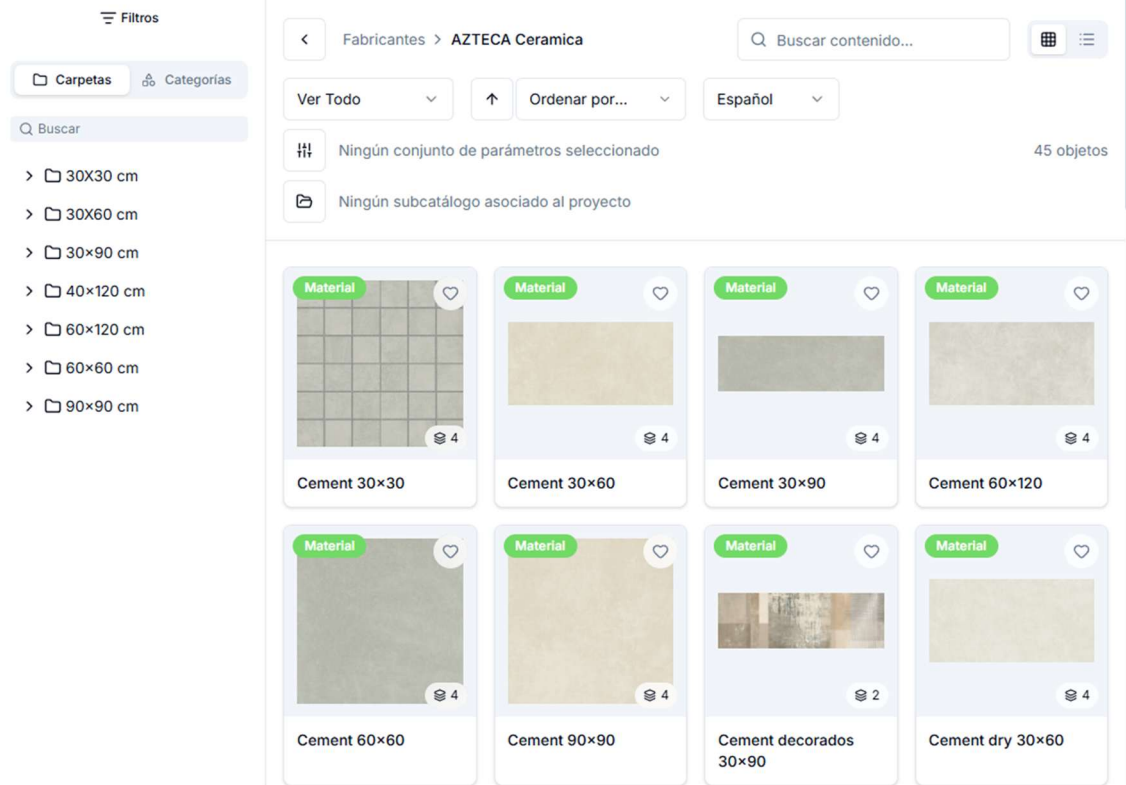 Filtros
Carpetas
Categorías
Buscar
30X30 cm
30X60 cm
30×90 cm
40×120 cm
60×120 cm
60×60 cm
90×90 cm
Fabricantes > AZTECA Ceramica
Buscar contenido...
Ver Todo
Ordenar por...
Español
Ningún conjunto de parámetros seleccionado
45 objetos
Ningún subcatálogo asociado al proyecto
Material
4
Cement 30×30
Material
4
Cement 30×60
Material
4
Cement 30×90
Material
4
Cement 60×120
Material
4
Cement 60×60
Material
4
Cement 90×90
Material
2
Cement decorados
30×90
Material
4
Cement dry 30×60